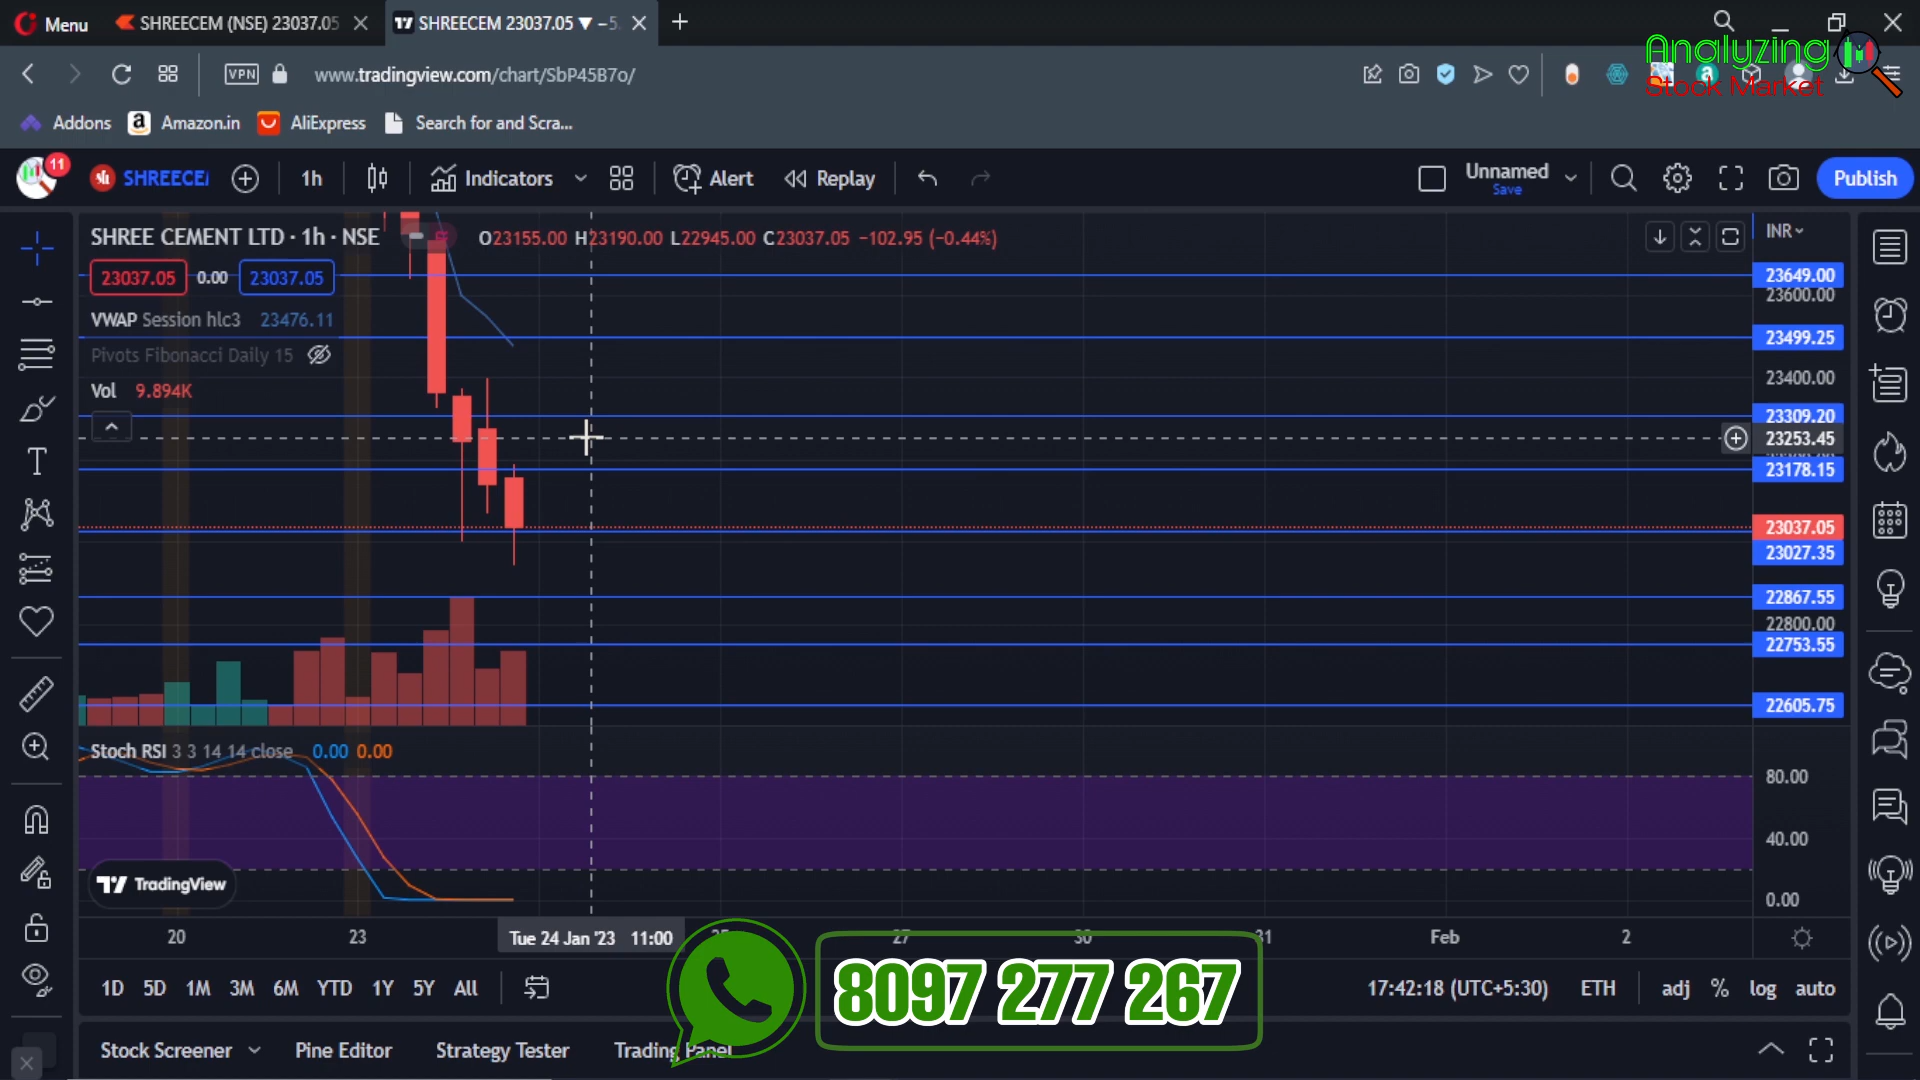 Menu
SHREECEM (NSE) 23037.05
SHREECEM 23037.05 ▼ −5.
Analyzing
Stock Market
VPN
www.tradingview.com/chart/SbP45B7o/
Addons
Amazon.in
AliExpress
Search for and Scra...
11
SHREECEM
1h
Indicators
Alert
Replay
Unnamed
Save
Publish
SHREE CEMENT LTD · 1h · NSE
O23155.00 H23190.00 L22945.00 C23037.05 −102.95 (−0.44%)
INR
23037.05 0.00 23037.05
VWAP Session hlc3 23476.11
Pivots Fibonacci Daily 15
Vol 9.894K
23649.00
23600.00
23499.25
23400.00
23309.20
23253.45
23178.15
23037.05
23027.35
22867.55
22800.00
22753.55
22605.75
Stoch RSI 3 3 14 14 close 0.00 0.00
80.00
40.00
0.00
TradingView
20
23
Tue 24 Jan '23 11:00
27
30
31
Feb
2
1D 5D 1M 3M 6M YTD 1Y 5Y All
8097 277 267
17:42:18 (UTC+5:30)
ETH
adj % log auto
Stock Screener
Pine Editor
Strategy Tester
Trading Panel